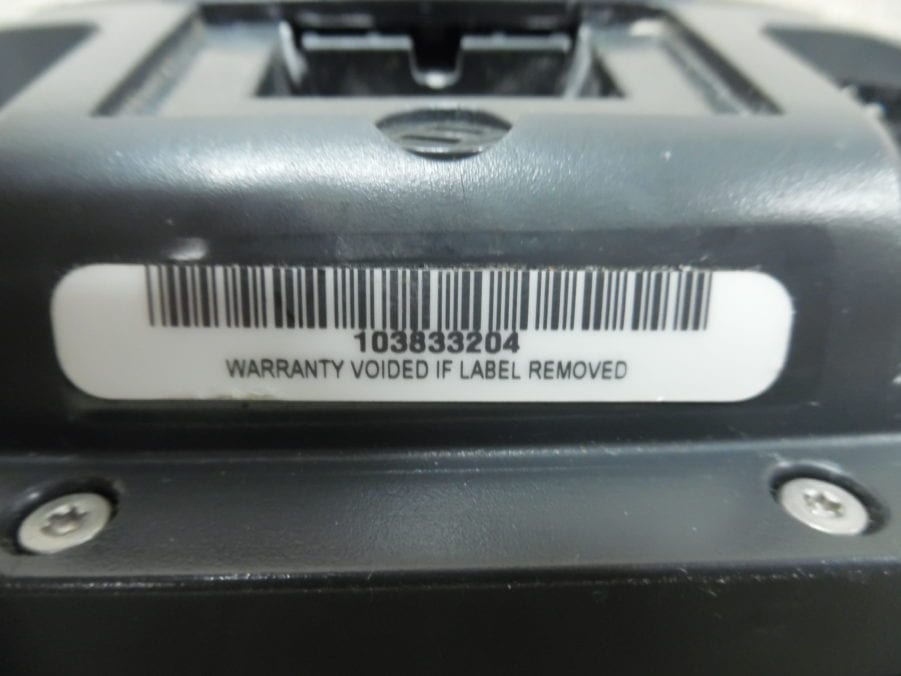 103833204
WARRANTY VOIDED IF LABEL REMOVED